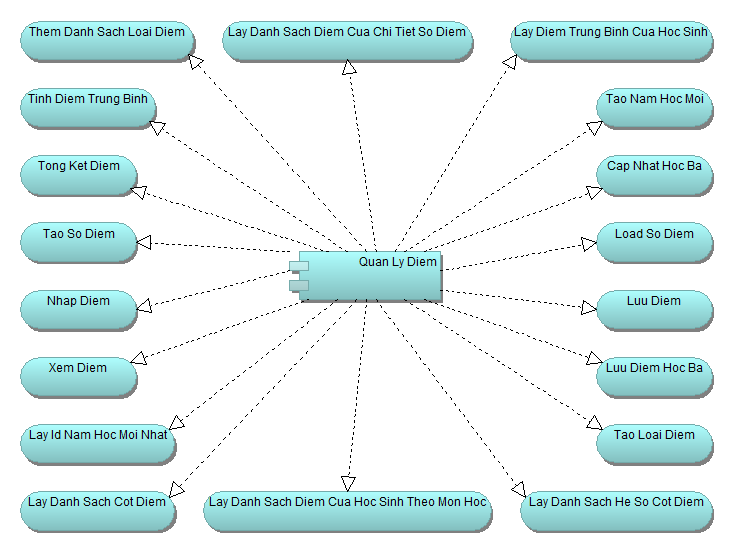 Them Danh Sach Loai Diem
Lay Danh Sach Diem Cua Chi Tiet So Diem
Lay Diem Trung Binh Cua Hoc Sinh
Tinh Diem Trung Binh
Tao Nam Hoc Moi
Tong Ket Diem
Cap Nhat Hoc Ba
Tao So Diem
Load So Diem
Quan Ly Diem
Nhap Diem
Luu Diem
Xem Diem
Luu Diem Hoc Ba
Lay Id Nam Hoc Moi Nhat
Tao Loai Diem
Lay Danh Sach Cot Diem
Lay Danh Sach Diem Cua Hoc Sinh Theo Mon Hoc
Lay Danh Sach He So Cot Diem